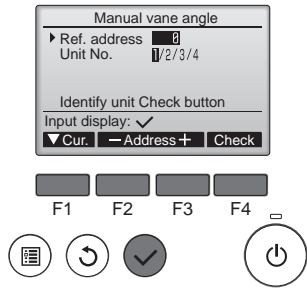 Manual vane angle
Ref. address 0
Unit No. 1/2/3/4
Identify unit Check button
Input display: ✓
▼Cur. －Address＋ Check
F1 F2 F3 F4